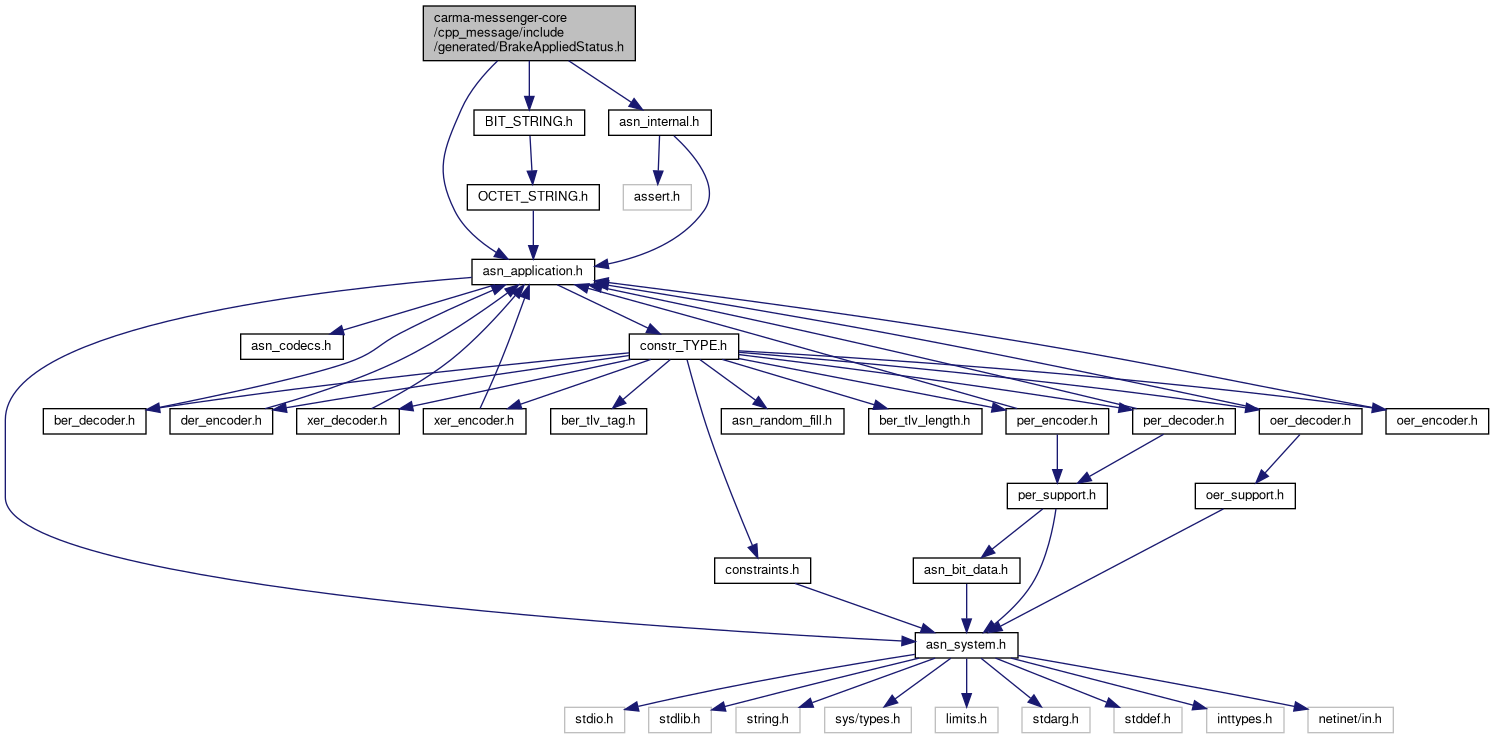 carma-messenger-core
/cpp_message/include
/generated/BrakeAppliedStatus.h
BIT_STRING.h
asn_internal.h
OCTET_STRING.h
assert.h
asn_application.h
asn_codecs.h
constr_TYPE.h
ber_decoder.h
der_encoder.h
xer_decoder.h
xer_encoder.h
ber_tlv_tag.h
asn_random_fill.h
ber_tlv_length.h
per_encoder.h
per_decoder.h
oer_decoder.h
oer_encoder.h
per_support.h
oer_support.h
constraints.h
asn_bit_data.h
asn_system.h
stdio.h
stdlib.h
string.h
sys/types.h
limits.h
stdarg.h
stddef.h
inttypes.h
netinet/in.h